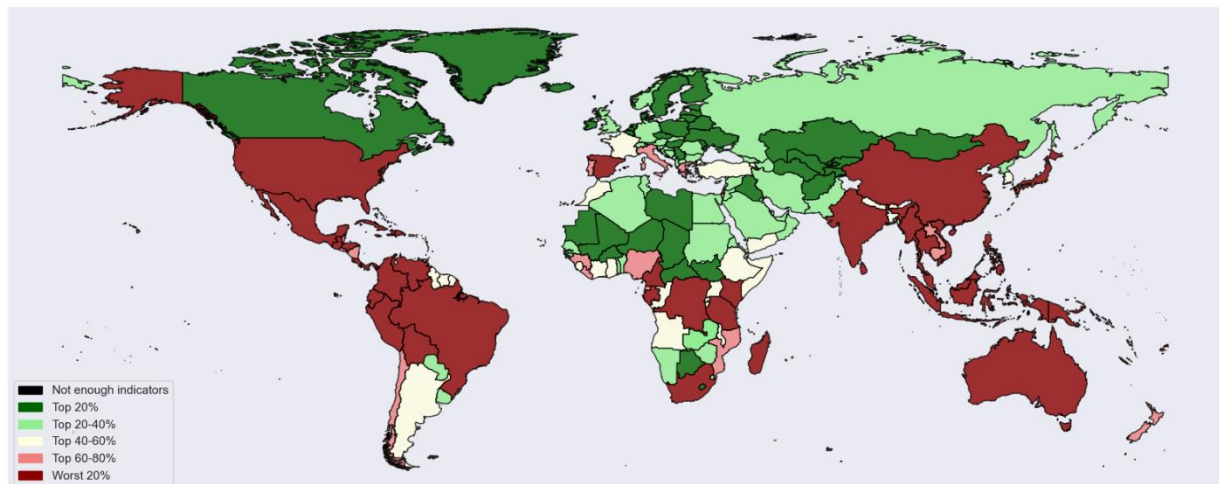 Not enough indicators
Top 20%
Top 20-40%
Top 40-60%
Top 60-80%
Worst 20%